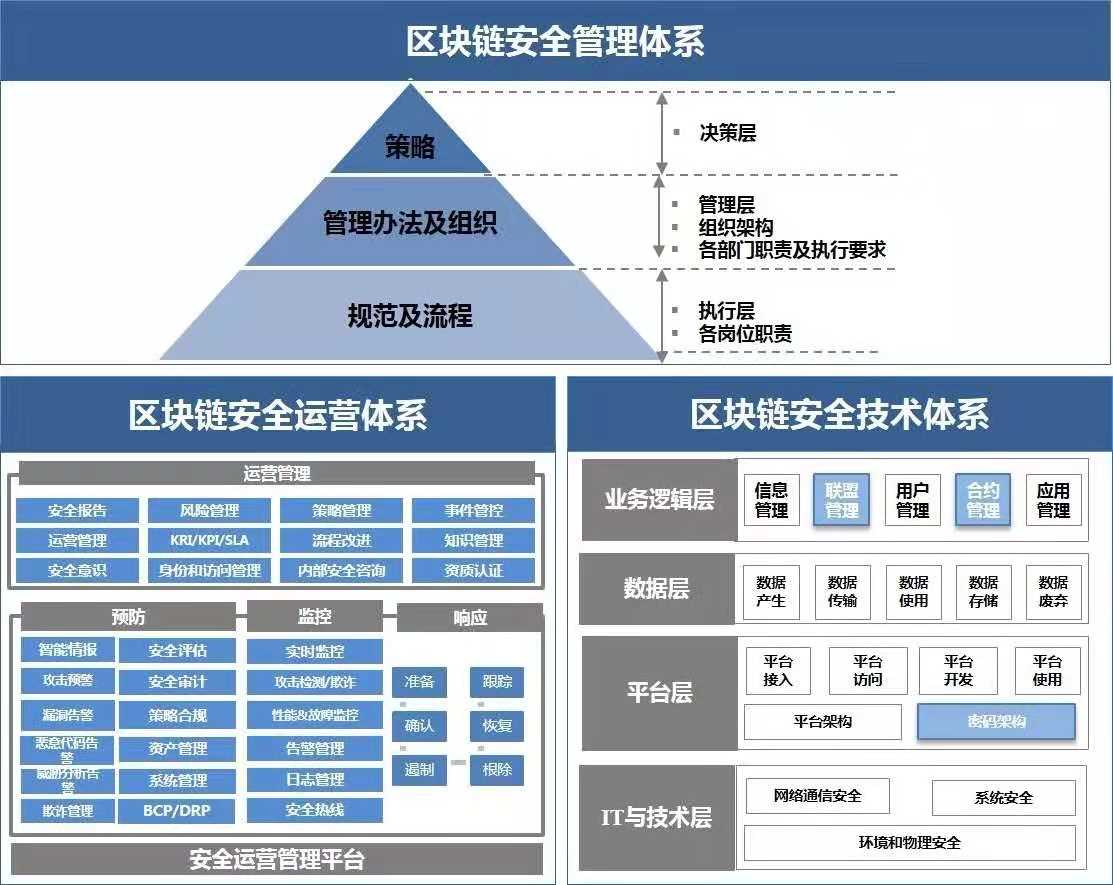 区块链安全管理体系
策略
决策层
管理办法及组织
管理层
组织架构
各部门职责及执行要求
规范及流程
执行层
各岗位职责
区块链安全运营体系
运营管理
安全报告
风险管理
策略管理
事件管控
运营管理
KRI/KPI/SLA
流程改进
知识管理
安全意识
身份和访问管理
内部安全咨询
资质认证
预防
智能情报
安全评估
攻击预警
安全审计
漏洞告警
策略合规
恶意代码告
警
资产管理
威胁分析告
警
系统管理
欺诈管理
BCP/DRP
监控
实时监控
攻击检测/欺诈
性能&故障监控
告警管理
日志管理
安全热线
响应
准备
跟踪
确认
恢复
遏制
根除
安全运营管理平台
区块链安全技术体系
业务逻辑层
信息
管理
联盟
管理
用户
管理
合约
管理
应用
管理
数据层
数据
产生
数据
传输
数据
使用
数据
存储
数据
废弃
平台层
平台
接入
平台
访问
平台
开发
平台
使用
平台架构
密码架构
IT与技术层
网络通信安全
系统安全
环境和物理安全